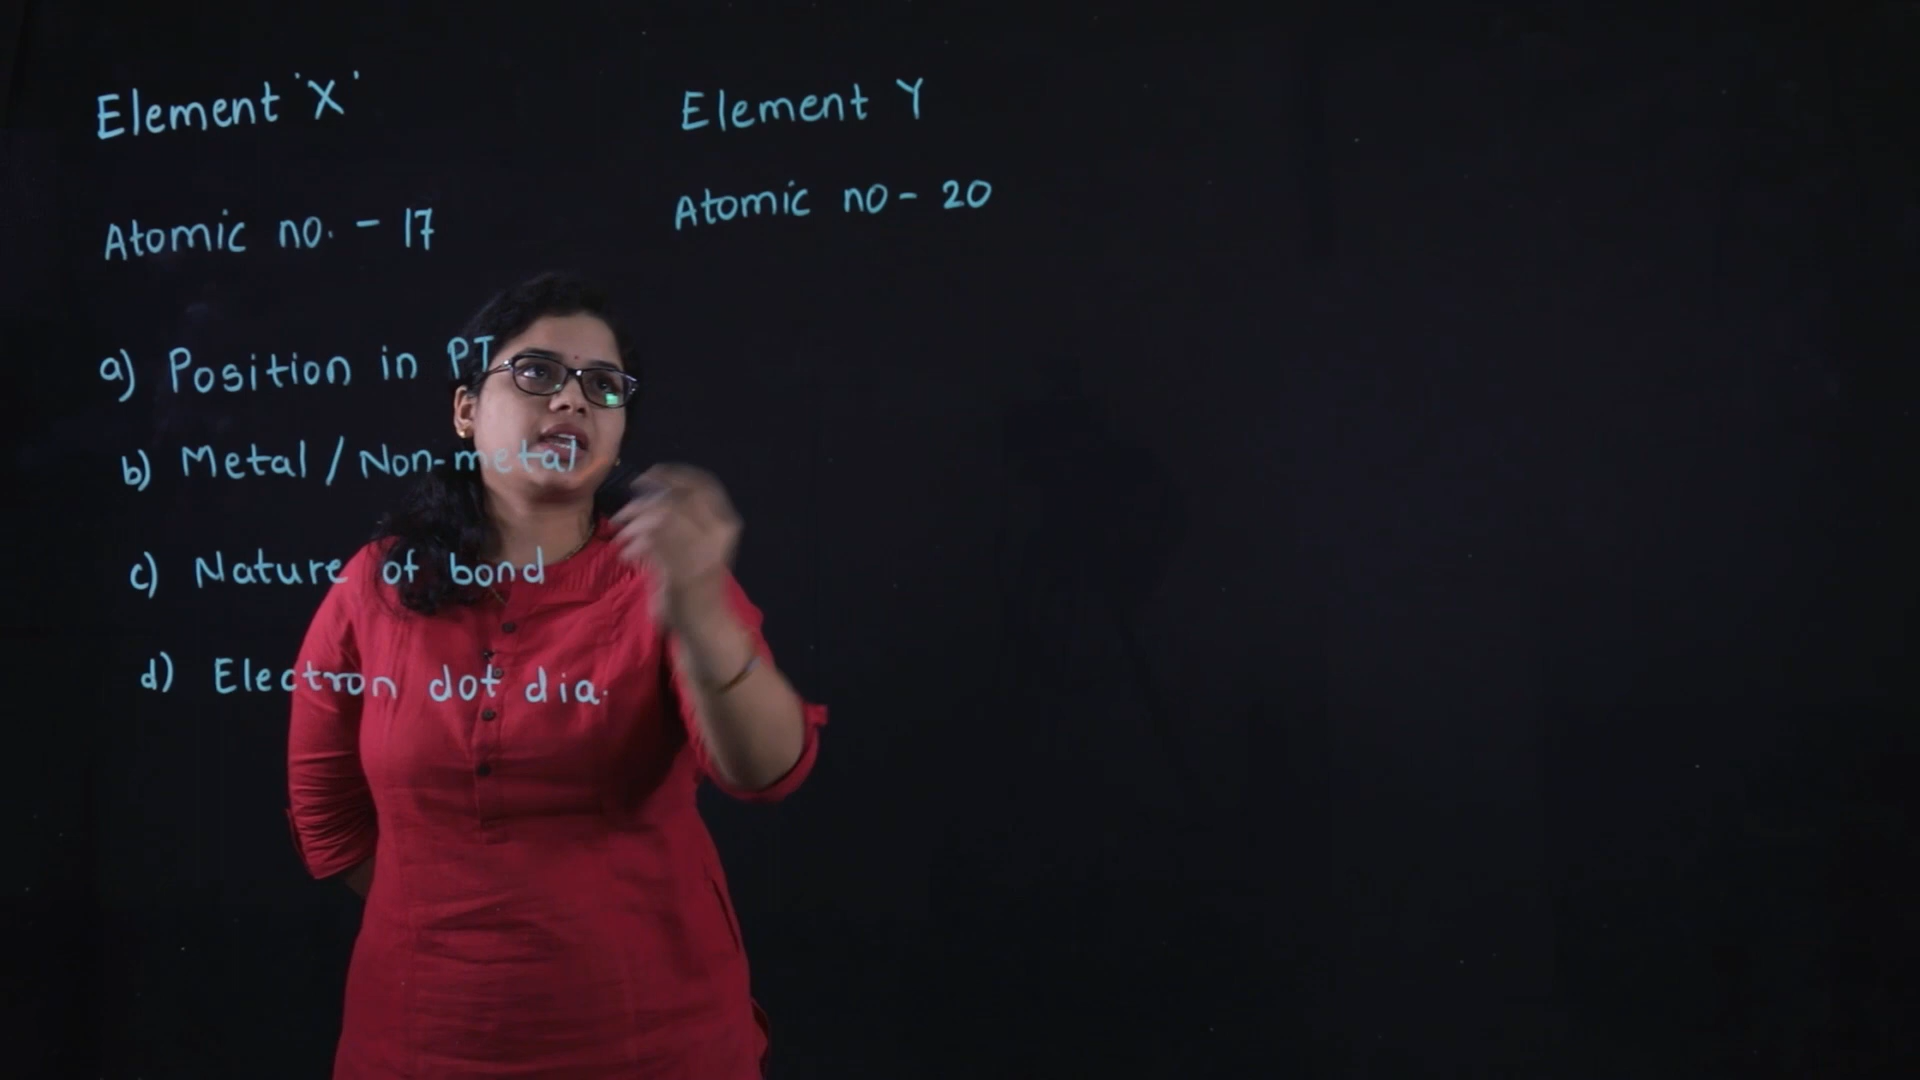 Element 'X'
Atomic no. - 17
Element Y
Atomic no - 20
a) Position in PT
b) Metal / Non-metal
c) Nature of bond
d) Electron dot dia.